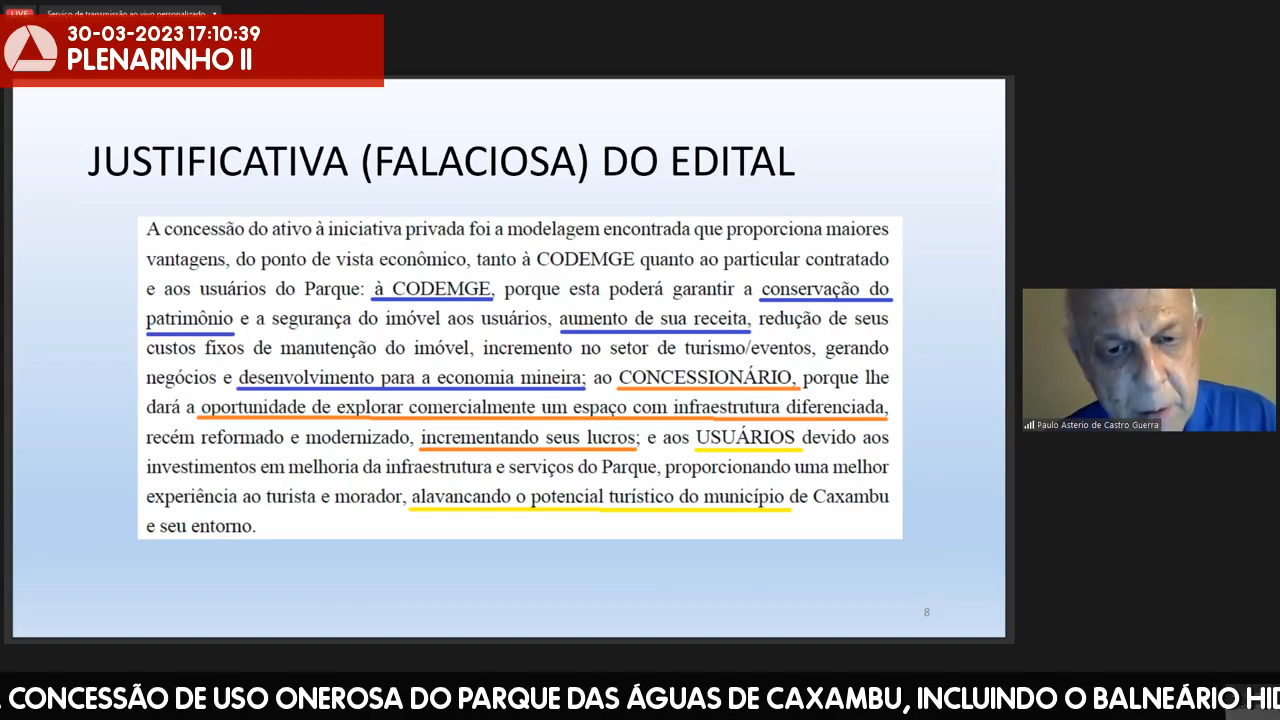 LIVE
Serviço de transmissão ao vivo personalizado
30-03-2023 17:10:39
PLENARINHO II
JUSTIFICATIVA (FALACIOSA) DO EDITAL
A concessão do ativo à iniciativa privada foi a modelagem encontrada que proporciona maiores
vantagens, do ponto de vista econômico, tanto à CODEMGE quanto ao particular contratado
e aos usuários do Parque: à CODEMGE, porque esta poderá garantir a conservação do
patrimônio e a segurança do imóvel aos usuários, aumento de sua receita, redução de seus
custos fixos de manutenção do imóvel, incremento no setor de turismo/eventos, gerando
negócios e desenvolvimento para a economia mineira; ao CONCESSIONÁRIO, porque lhe
dará a oportunidade de explorar comercialmente um espaço com infraestrutura diferenciada,
recém reformado e modernizado, incrementando seus lucros; e aos USUÁRIOS devido aos
investimentos em melhoria da infraestrutura e serviços do Parque, proporcionando uma melhor
experiência ao turista e morador, alavancando o potencial turístico do município de Caxambu
e seu entorno.
Paulo Asterio de Castro Guerra
8
CONCESSÃO DE USO ONEROSA DO PARQUE DAS ÁGUAS DE CAXAMBU, INCLUINDO O BALNEÁRIO HID